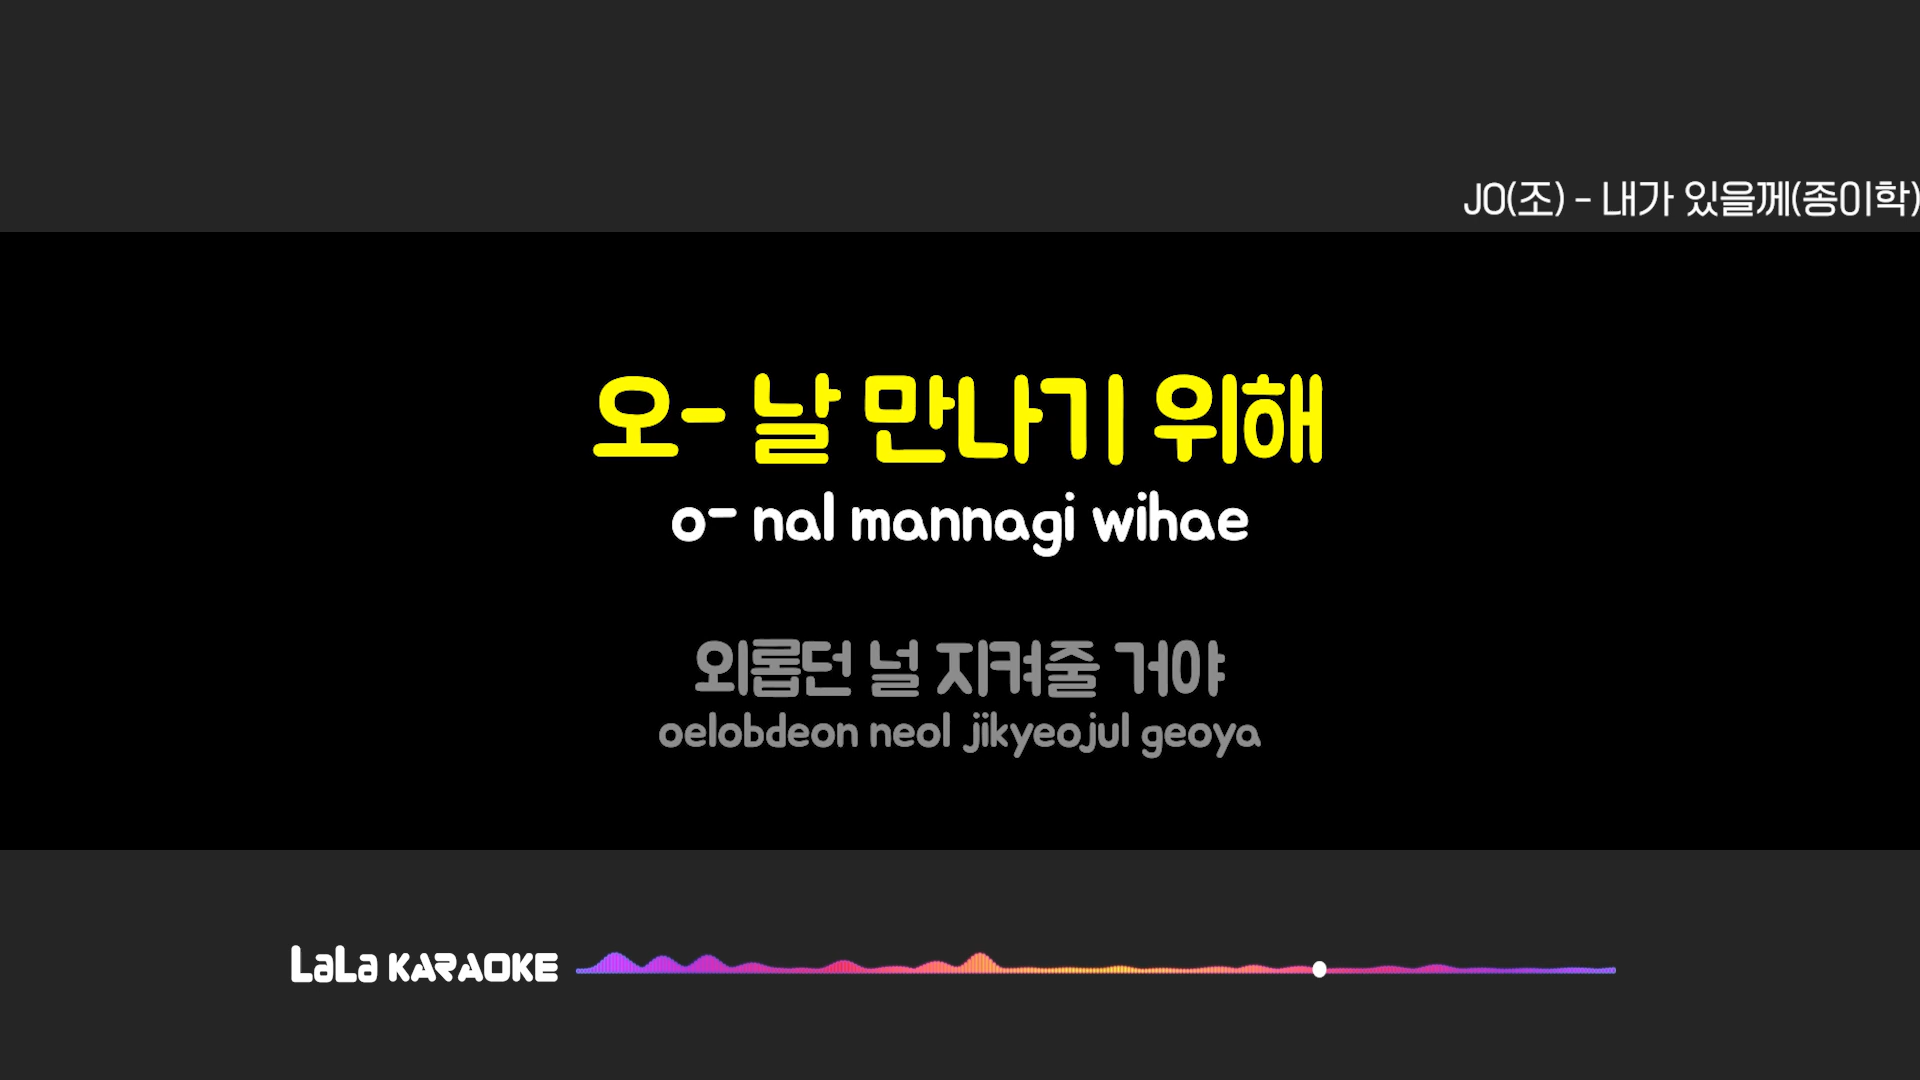 JO(조) - 내가 있을께(종이학)
오- 날 만나기 위해
o- nal mannagi wihae
외롭던 널 지켜줄 거야
oelobdeon neol jikyeojul geoya
LaLa KARAOKE